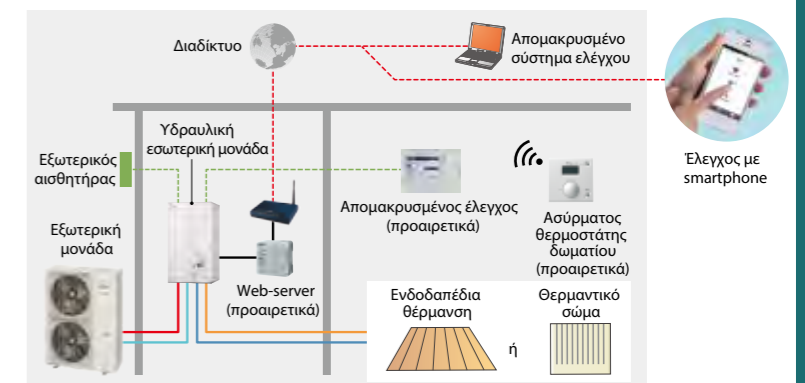 Διαδίκτυο
Απομακρυσμένο
σύστημα ελέγχου
Έλεγχος με
smartphone
Υδραυλική
εσωτερική μονάδα
Εξωτερικός
αισθητήρας
Απομακρυσμένος έλεγχος
(προαιρετικά)
Ασύρματος
θερμοστάτης
δωματίου
(προαιρετικά)
Εξωτερική
μονάδα
Web-server
(προαιρετικά)
Ενδοδαπέδια
θέρμανση
ή
Θερμαντικό
σώμα